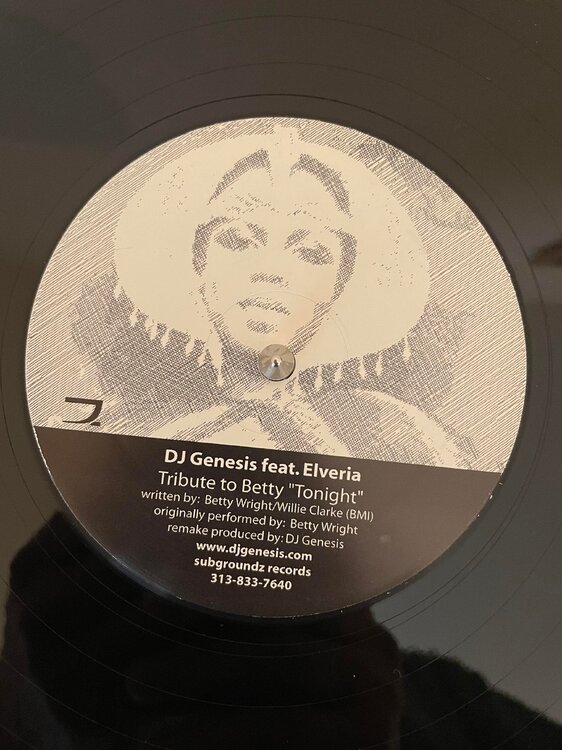 DJ Genesis feat. Elveria
Tribute to Betty "Tonight"
written by: Betty Wright/Willie Clarke (BMI)
originally performed by: Betty Wright
remake produced by: DJ Genesis
www.djgenesis.com
subgroundz records
313-833-7640